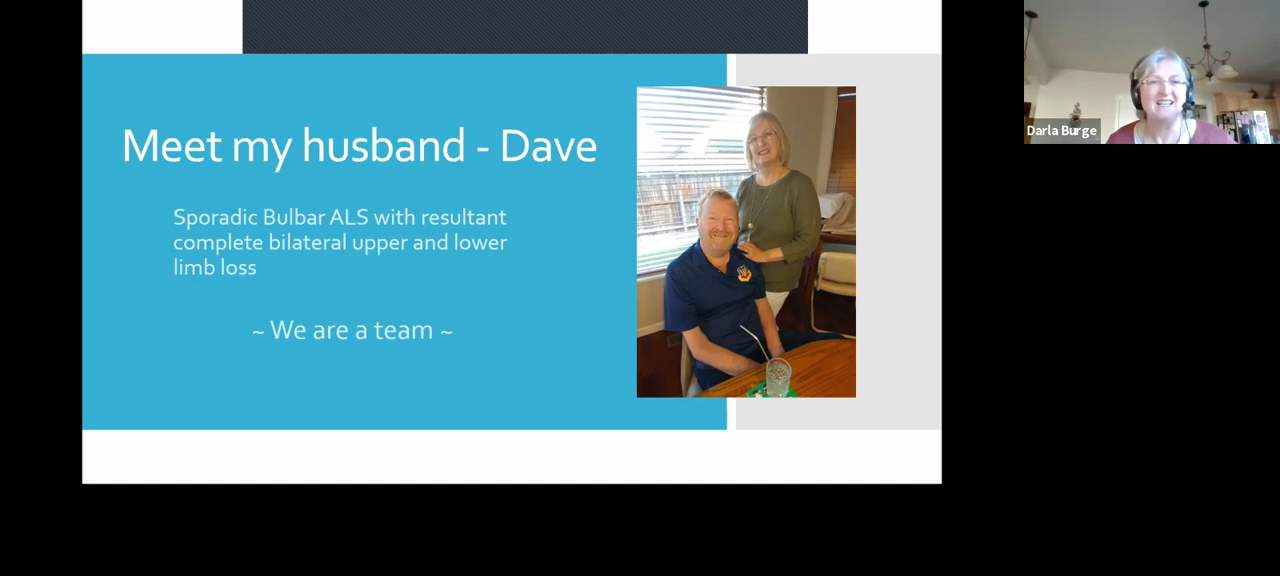 Meet my husband - Dave
Sporadic Bulbar ALS with resultant
complete bilateral upper and lower
limb loss
~ We are a team ~
Darla Burge